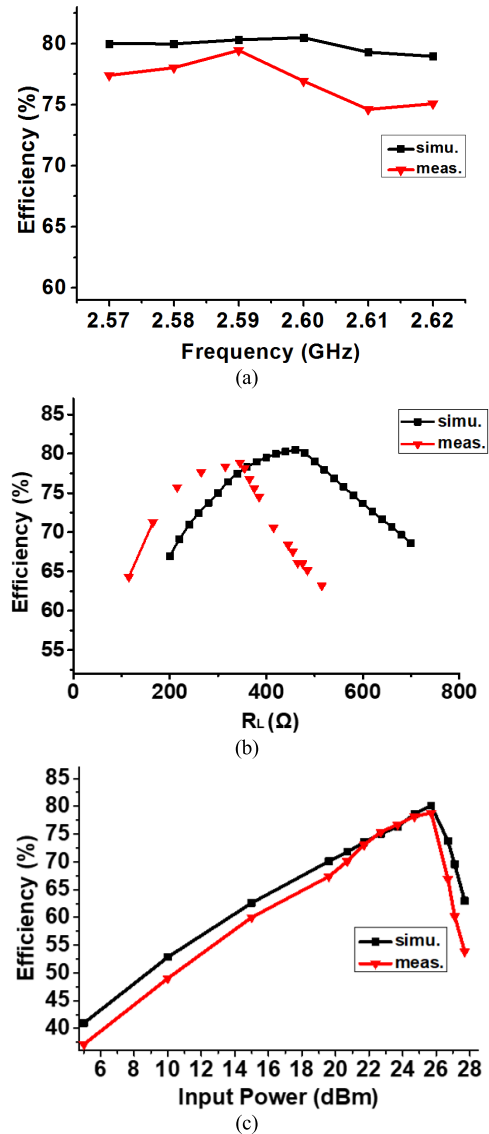 80
75
70
65
60
Efficiency (%)
simu.
meas.
2.57 2.58 2.59 2.60 2.61 2.62
Frequency (GHz)
(a)
85
80
75
70
65
60
55
Efficiency (%)
simu.
meas.
0 200 400 600 800
RL (Ω)
(b)
85
80
75
70
65
60
55
50
45
40
Efficiency (%)
simu.
meas.
6 8 10 12 14 16 18 20 22 24 26 28
Input Power (dBm)
(c)